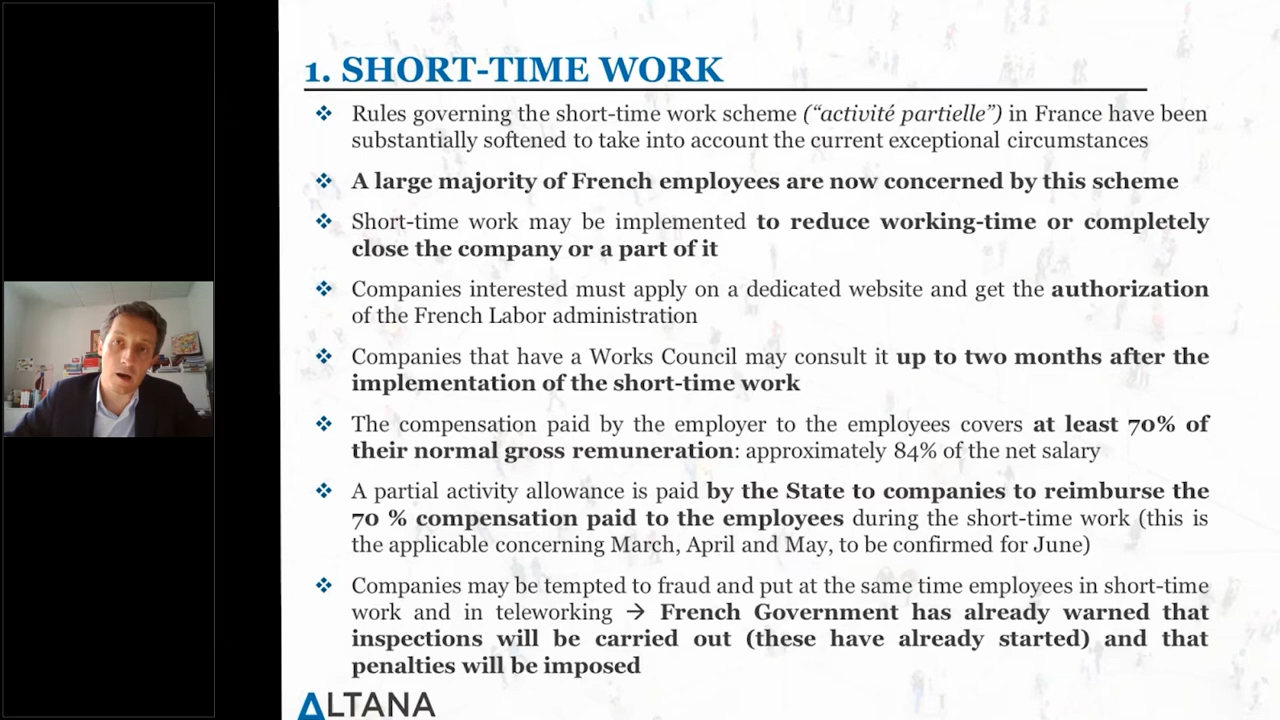 1. SHORT-TIME WORK
❖ Rules governing the short-time work scheme (“activité partielle”) in France have been
substantially softened to take into account the current exceptional circumstances
❖ A large majority of French employees are now concerned by this scheme
❖ Short-time work may be implemented to reduce working-time or completely
close the company or a part of it
❖ Companies interested must apply on a dedicated website and get the authorization
of the French Labor administration
❖ Companies that have a Works Council may consult it up to two months after the
implementation of the short-time work
❖ The compensation paid by the employer to the employees covers at least 70% of
their normal gross remuneration: approximately 84% of the net salary
❖ A partial activity allowance is paid by the State to companies to reimburse the
70 % compensation paid to the employees during the short-time work (this is
the applicable concerning March, April and May, to be confirmed for June)
❖ Companies may be tempted to fraud and put at the same time employees in short-time
work and in teleworking → French Government has already warned that
inspections will be carried out (these have already started) and that
penalties will be imposed
ALTANA